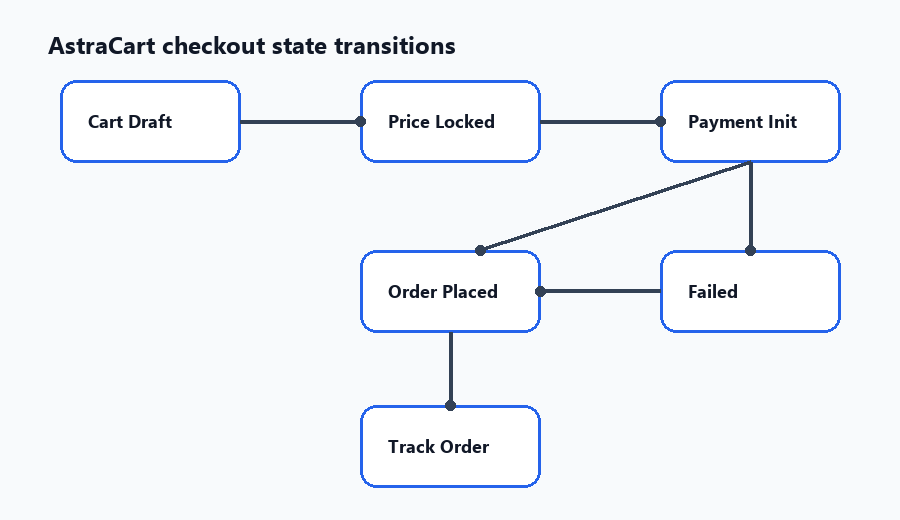 AstraCart checkout state transitions
Cart Draft
Price Locked
Payment Init
Order Placed
Failed
Track Order